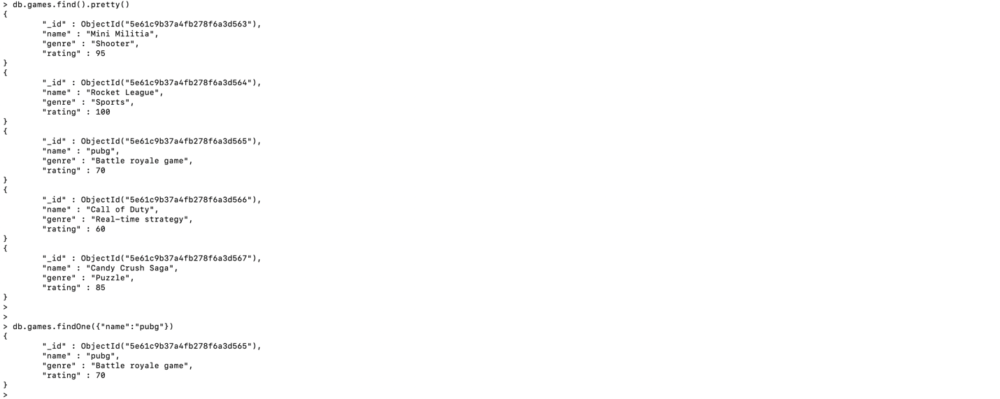 > db.games.find().pretty()
{
        "_id" : ObjectId("5e61c9b37a4fb278f6a3d563"),
        "name" : "Mini Militia",
        "genre" : "Shooter",
        "rating" : 95
}
{
        "_id" : ObjectId("5e61c9b37a4fb278f6a3d564"),
        "name" : "Rocket League",
        "genre" : "Sports",
        "rating" : 100
}
{
        "_id" : ObjectId("5e61c9b37a4fb278f6a3d565"),
        "name" : "pubg",
        "genre" : "Battle royale game",
        "rating" : 70
}
{
        "_id" : ObjectId("5e61c9b37a4fb278f6a3d566"),
        "name" : "Call of Duty",
        "genre" : "Real-time strategy",
        "rating" : 60
}
{
        "_id" : ObjectId("5e61c9b37a4fb278f6a3d567"),
        "name" : "Candy Crush Saga",
        "genre" : "Puzzle",
        "rating" : 85
}
>
>
> db.games.findOne({"name":"pubg"})
{
        "_id" : ObjectId("5e61c9b37a4fb278f6a3d565"),
        "name" : "pubg",
        "genre" : "Battle royale game",
        "rating" : 70
}
>